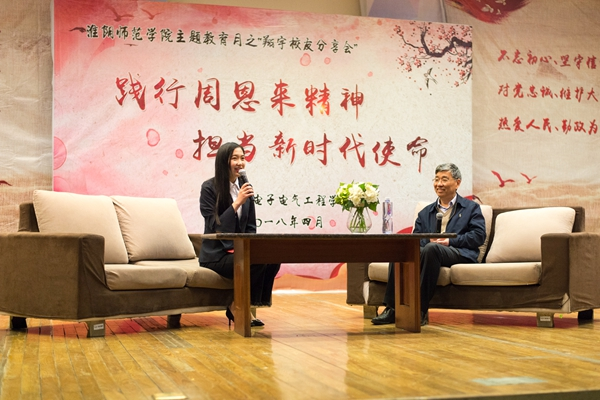 淮阴师范学院主题教育月之“翔宇校友分享会”
践行周恩来精神
担当新时代使命
电子电气工程学
〇一八年四月
不忘初心、坚守信
对党忠诚、维护大
热爱人民、勤政为